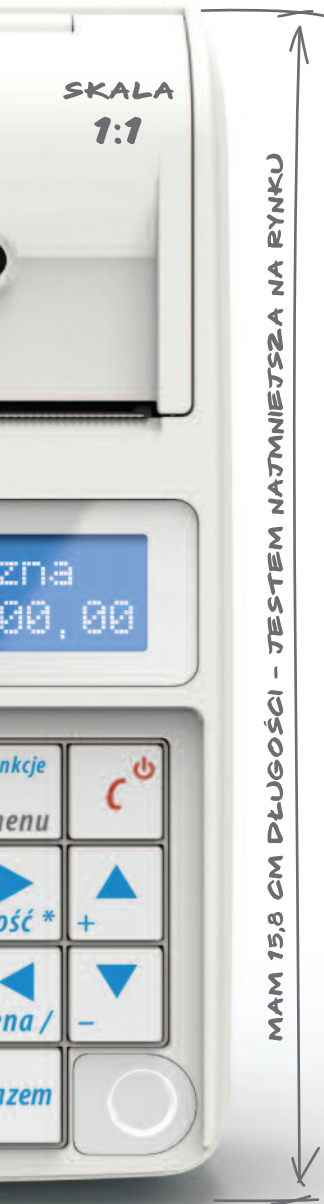 SKALA
1:1
MAM 15,8 CM DŁUGOŚCI - JESTEM NAJMNIEJSZA NA RYNKU
zna
00,00
nkcje
menu
ość *
+
ena /
–
azem